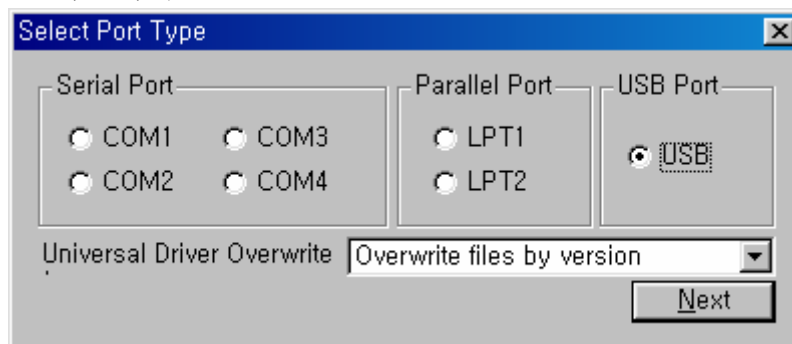 Select Port Type
Serial Port Parallel Port USB Port
COM1 COM3 LPT1 USB
COM2 COM4 LPT2
Universal Driver Overwrite Overwrite files by version
Next